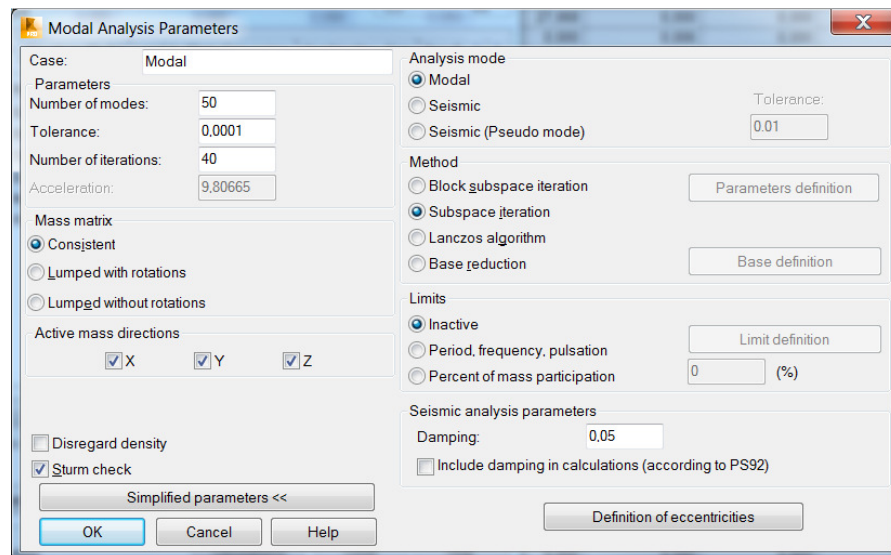 Modal Analysis Parameters
Case: Modal
Parameters
Number of modes: 50
Tolerance: 0,0001
Number of iterations: 40
Acceleration: 9,80665
Mass matrix
Consistent
Lumped with rotations
Lumped without rotations
Active mass directions
X Y Z
Disregard density
Sturm check
Simplified parameters <<
OK Cancel Help
Analysis mode
Modal
Seismic Tolerance:
Seismic (Pseudo mode) 0.01
Method
Block subspace iteration Parameters definition
Subspace iteration
Lanczos algorithm
Base reduction Base definition
Limits
Inactive
Period, frequency, pulsation Limit definition
Percent of mass participation 0 (%)
Seismic analysis parameters
Damping: 0,05
Include damping in calculations (according to PS92)
Definition of eccentricities